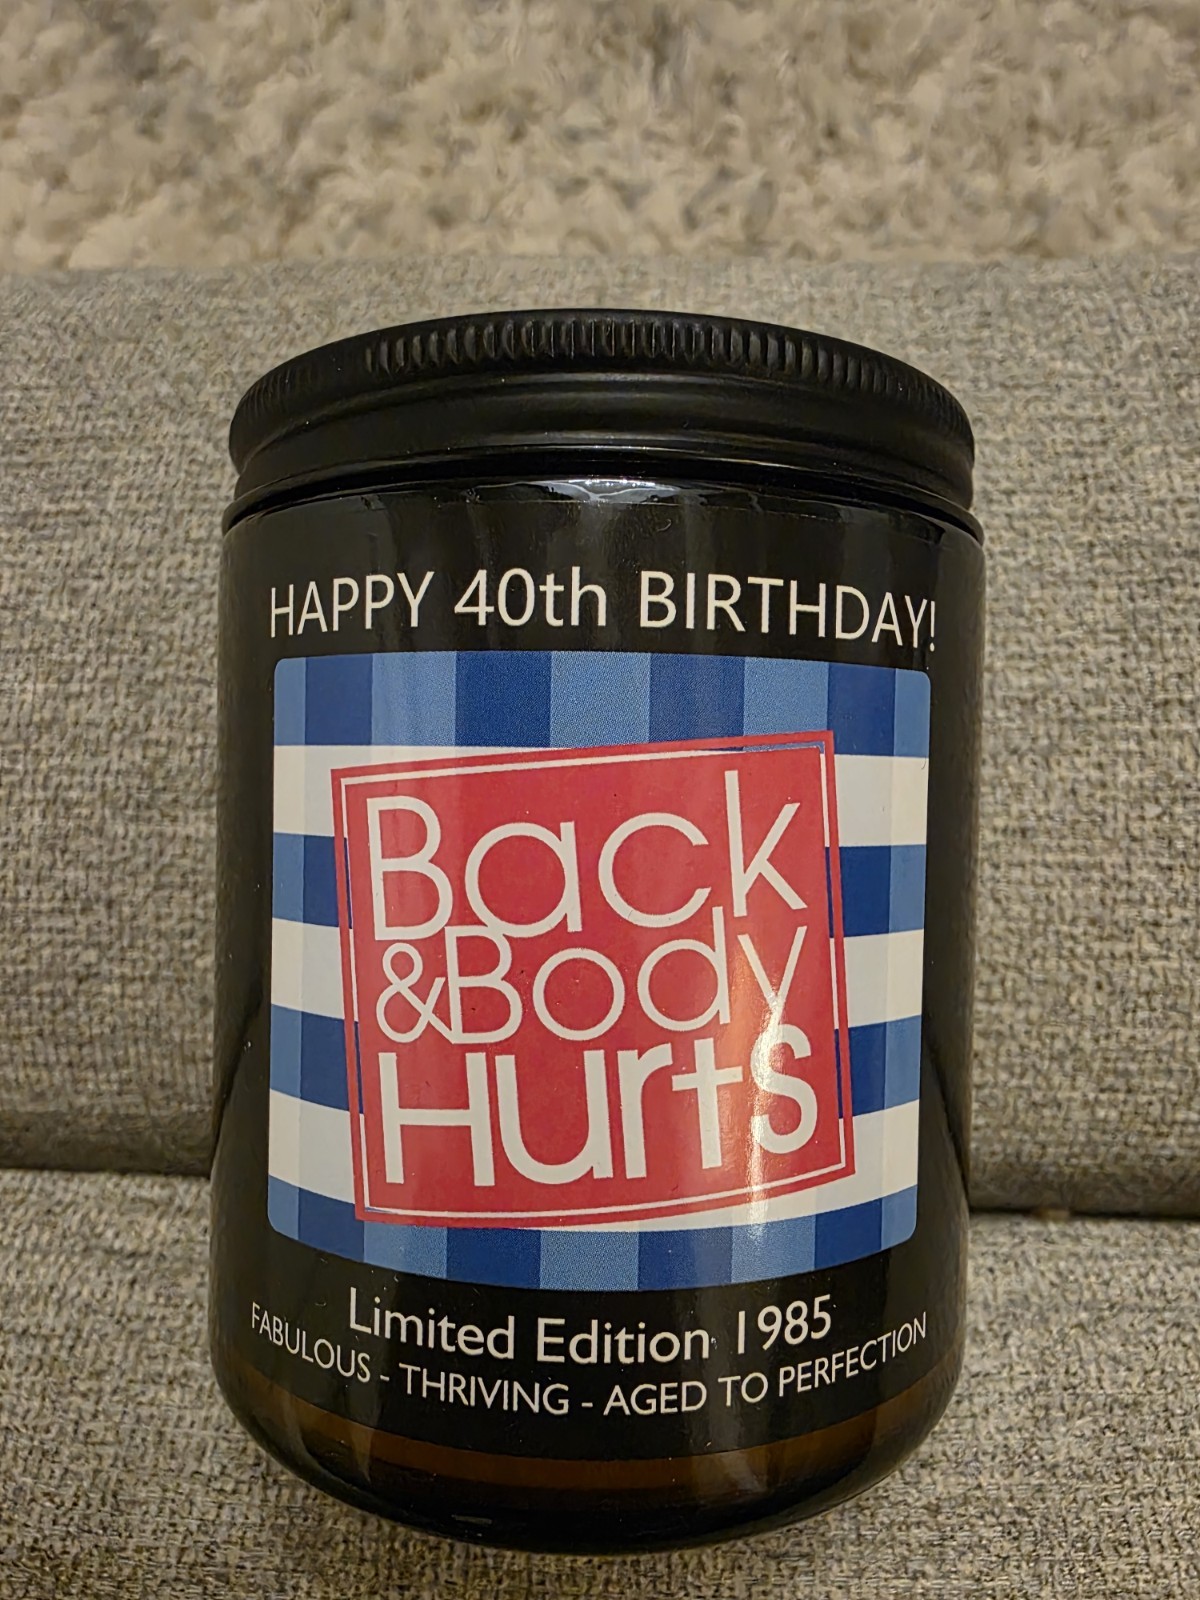 HAPPY 40th BIRTHDAY!
Back
&Body
Hurts
Limited Edition 1985
FABULOUS - THRIVING - AGED TO PERFECTION